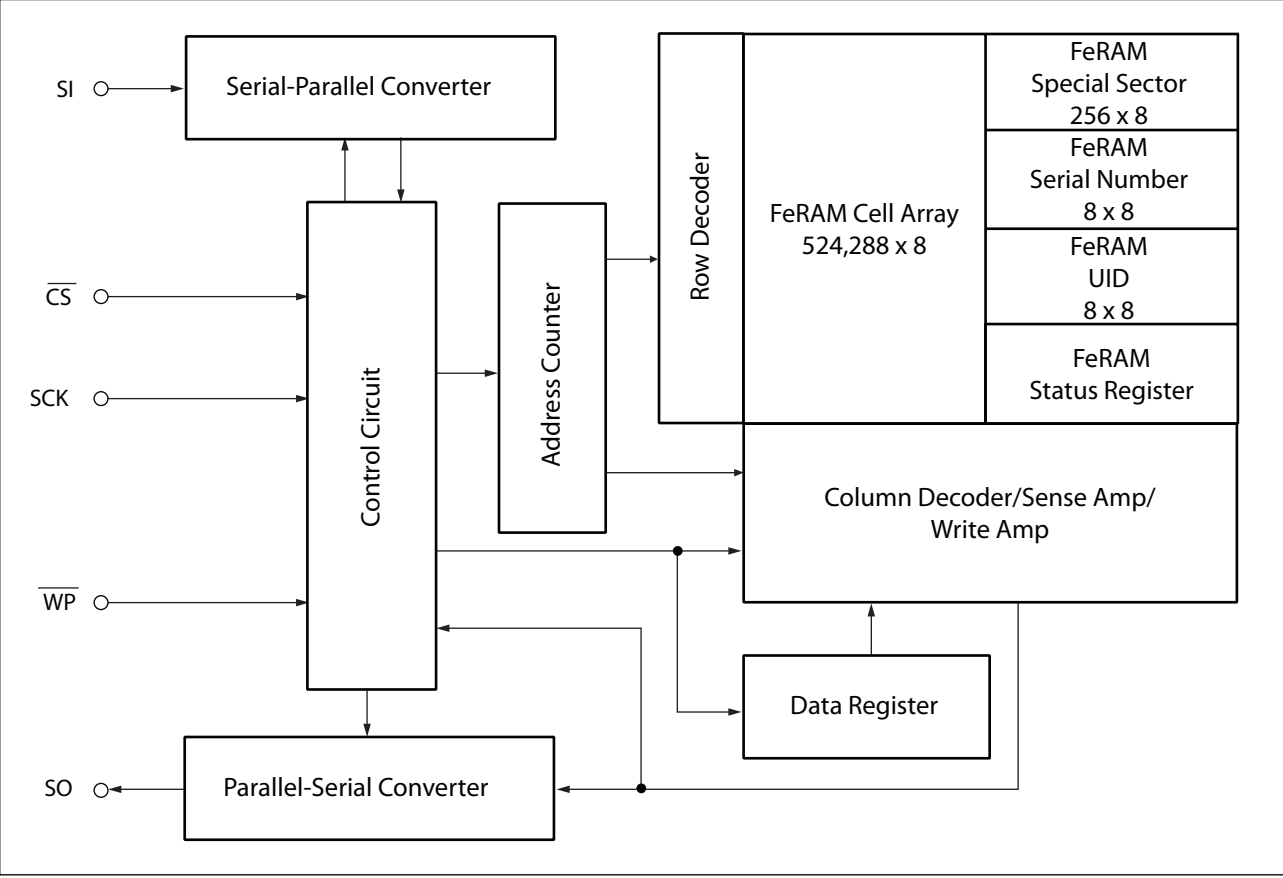 SI
Serial-Parallel Converter
CS
SCK
WP
SO
Control Circuit
Address Counter
Parallel-Serial Converter
Row Decoder
FeRAM Cell Array
524,288 x 8
FeRAM
Special Sector
256 x 8
FeRAM
Serial Number
8 x 8
FeRAM
UID
8 x 8
FeRAM
Status Register
Column Decoder/Sense Amp/
Write Amp
Data Register